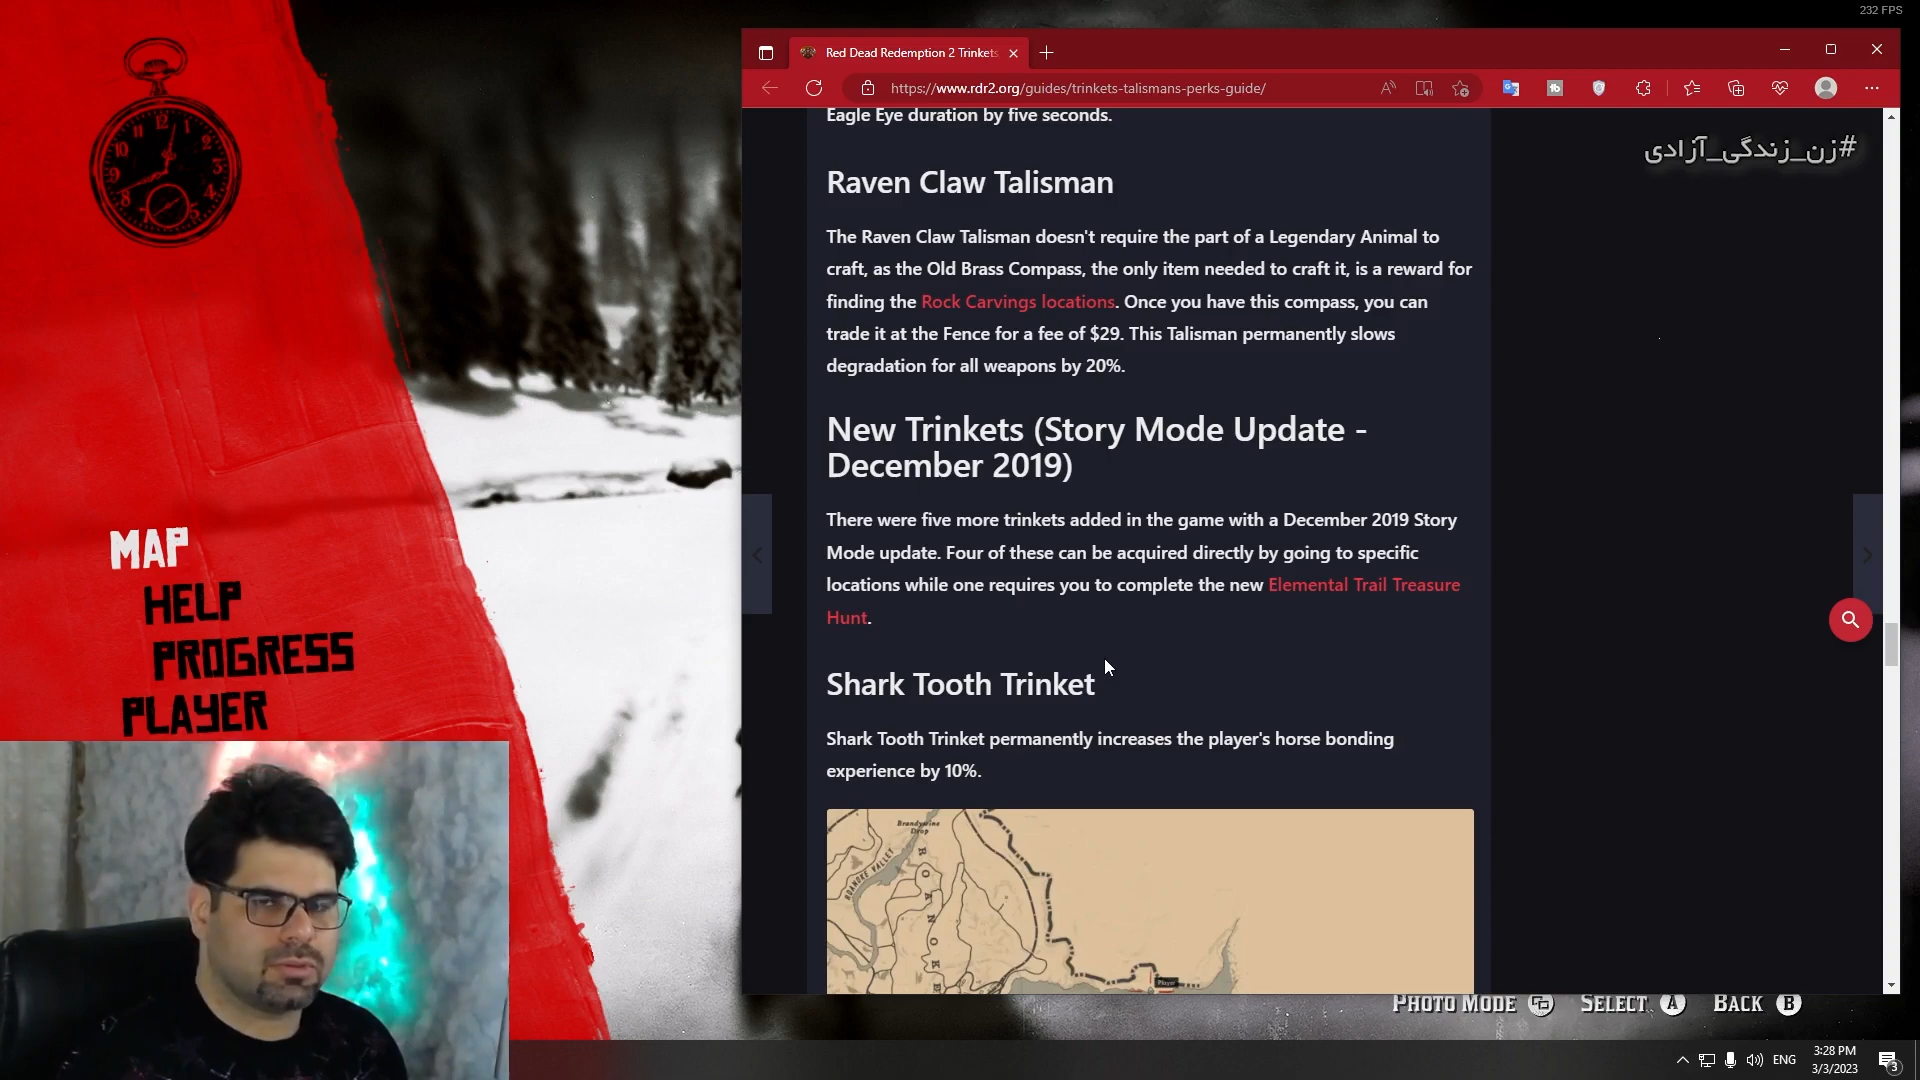 232 FPS
Red Dead Redemption 2 Trinkets
https://www.rdr2.org/guides/trinkets-talismans-perks-guide/
#زن_زندگی_آزادی
Eagle Eye duration by five seconds.
Raven Claw Talisman
The Raven Claw Talisman doesn't require the part of a Legendary Animal to
craft, as the Old Brass Compass, the only item needed to craft it, is a reward for
finding the Rock Carvings locations. Once you have this compass, you can
trade it at the Fence for a fee of $29. This Talisman permanently slows
degradation for all weapons by 20%.
New Trinkets (Story Mode Update -
December 2019)
There were five more trinkets added in the game with a December 2019 Story
Mode update. Four of these can be acquired directly by going to specific
locations while one requires you to complete the new Elemental Trail Treasure
Hunt.
Shark Tooth Trinket
Shark Tooth Trinket permanently increases the player's horse bonding
experience by 10%.
Brandywine
Drop
ROANOKE VALLEY
R
O
A
N
O
K
E
Player
MAP
HELP
PROGRESS
PLAYER
PHOTO MODE
SELECT A
BACK B
ENG
3:28 PM
3/3/2023
3